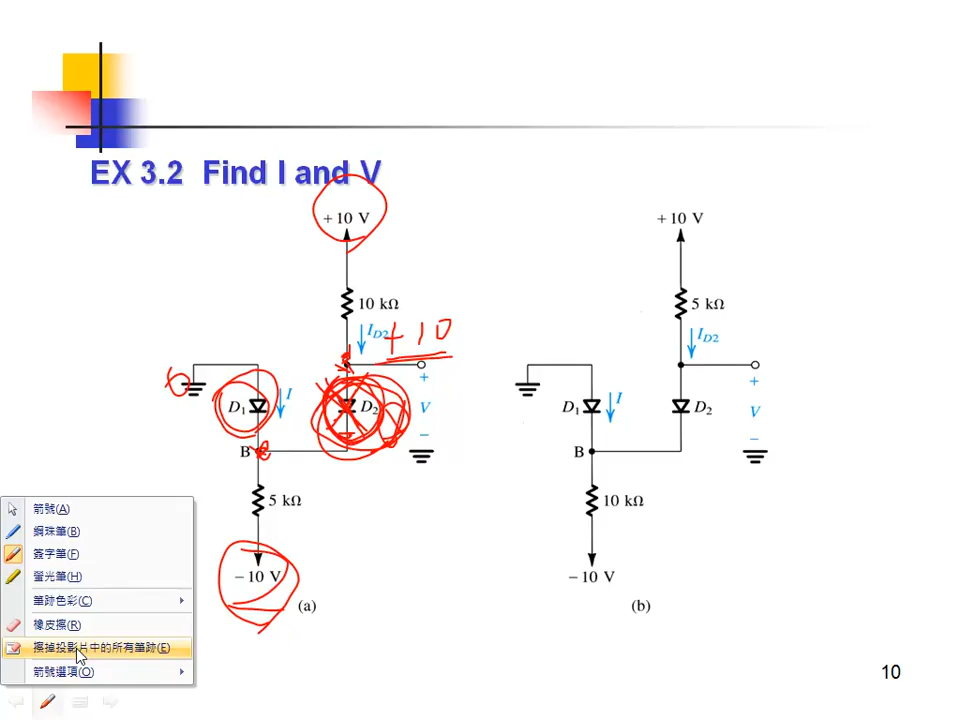 EX 3.2 Find I and V
+ 10 V
+ 10 V
10 kΩ
5 kΩ
I_D2
+10
I_D2
0
+
+
D₁
I
D₂
V
D₁
I
D₂
V
−
−
B
B
5 kΩ
10 kΩ
− 10 V
− 10 V
(a)
(b)
箭號(A)
鋼珠筆(B)
簽字筆(F)
螢光筆(H)
筆跡色彩(C)
橡皮擦(R)
擦掉投影片中的所有筆跡(E)
箭號選項(O)
10